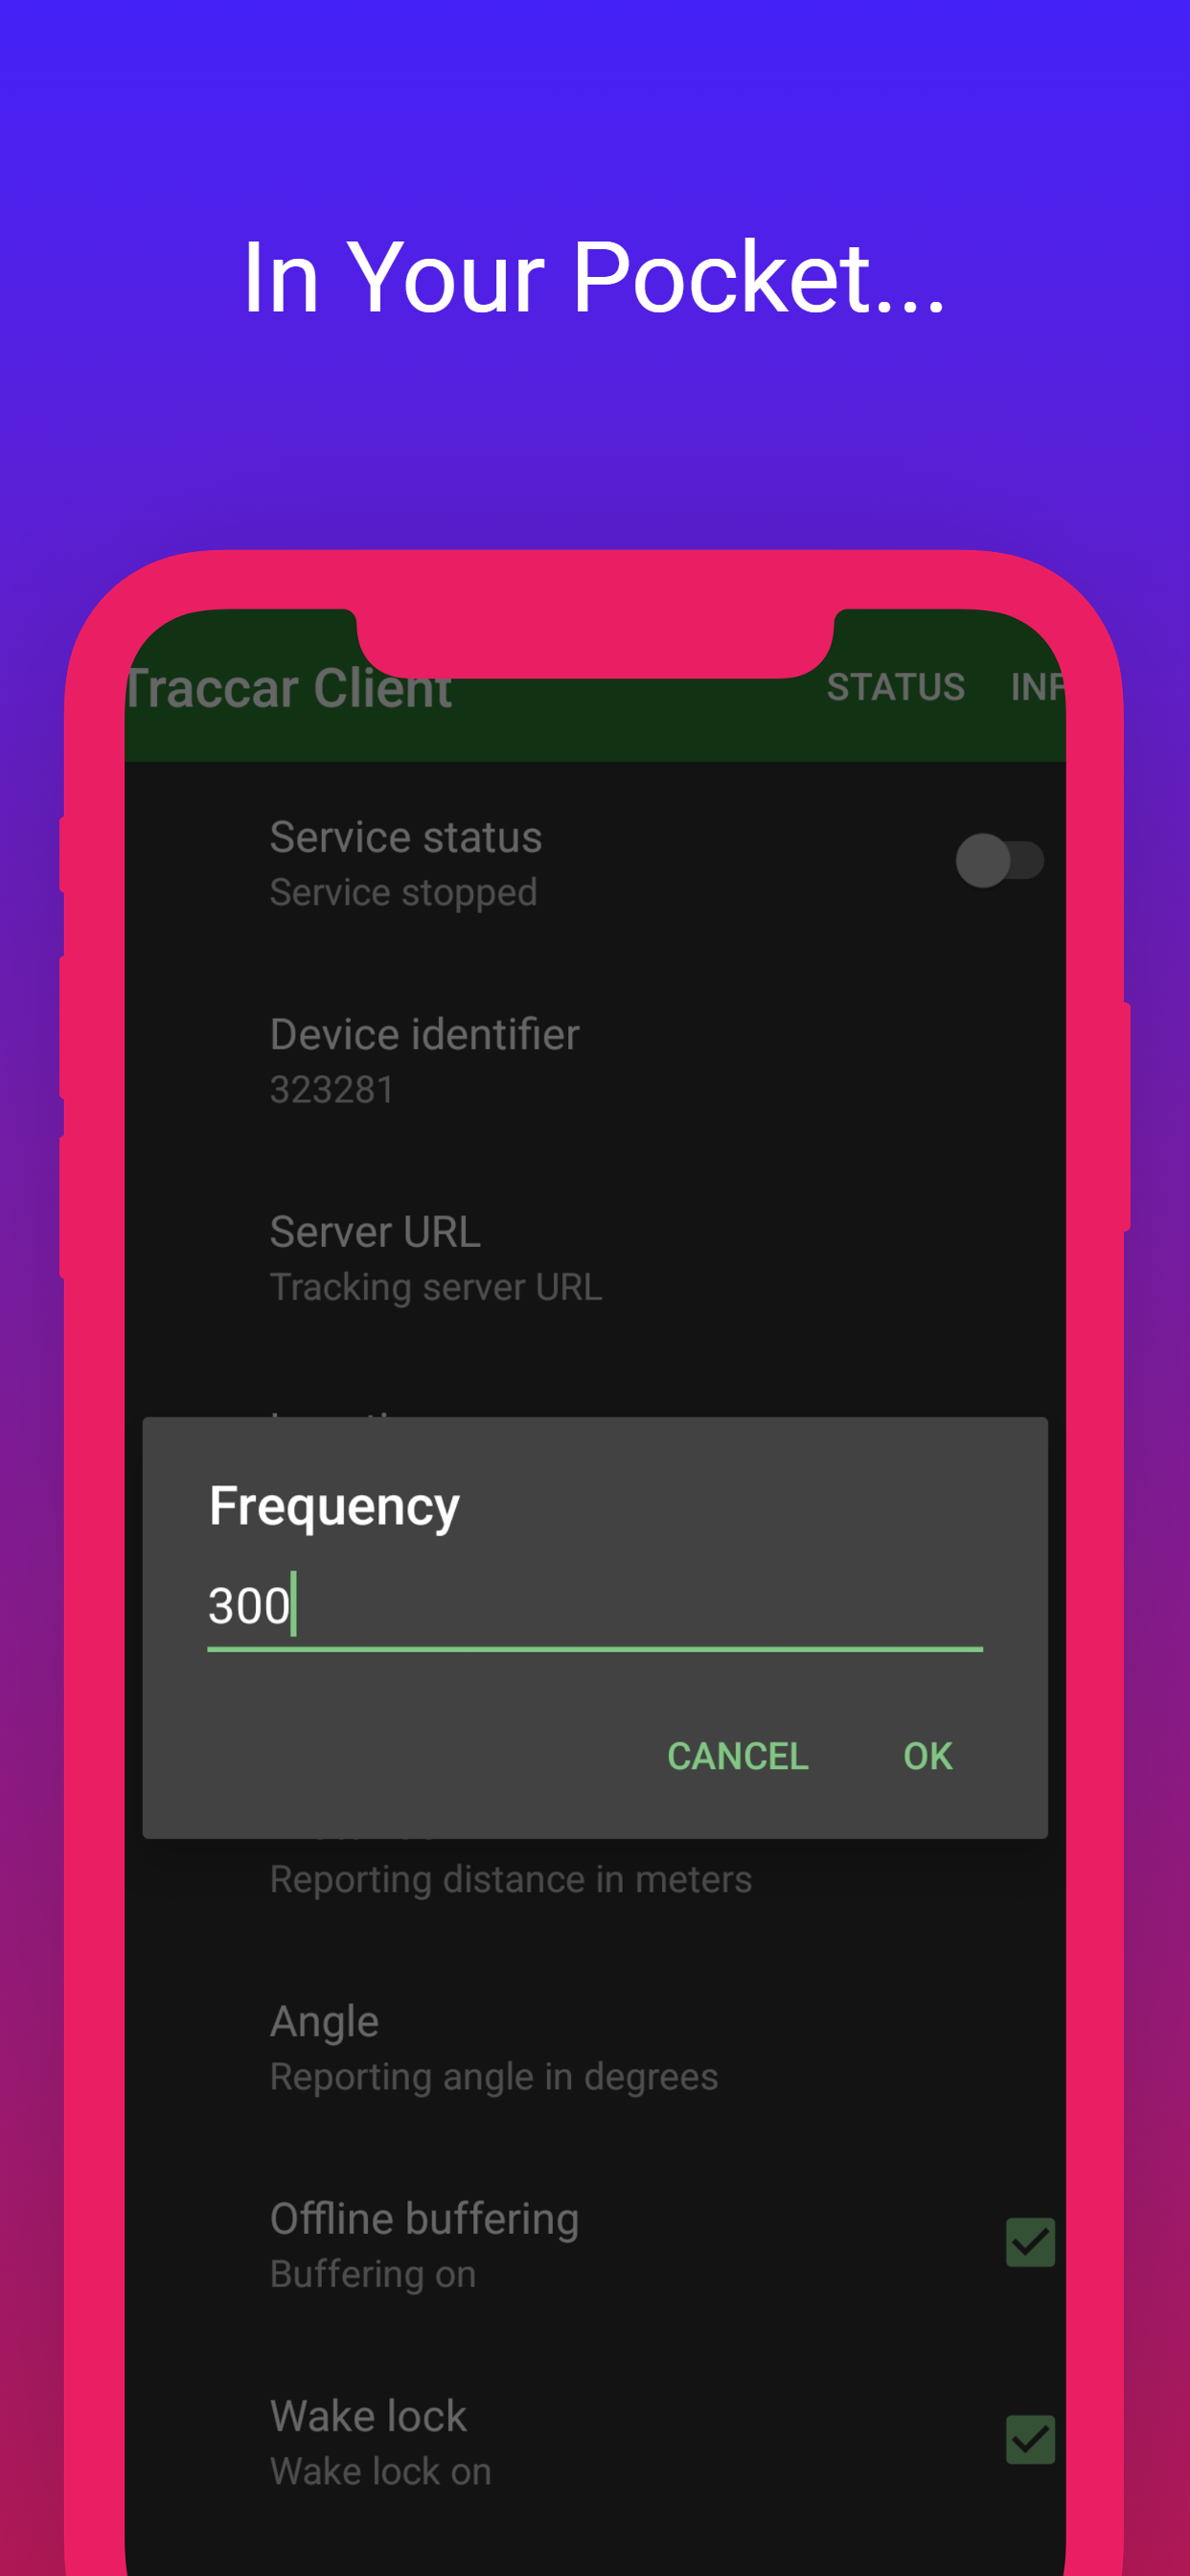 In Your Pocket...
Traccar Client
STATUS
Service status
Service stopped
Device identifier
323281
Server URL
Tracking server URL
Frequency
300
CANCEL
OK
Reporting distance in meters
Angle
Reporting angle in degrees
Offline buffering
Buffering on
Wake lock
Wake lock on